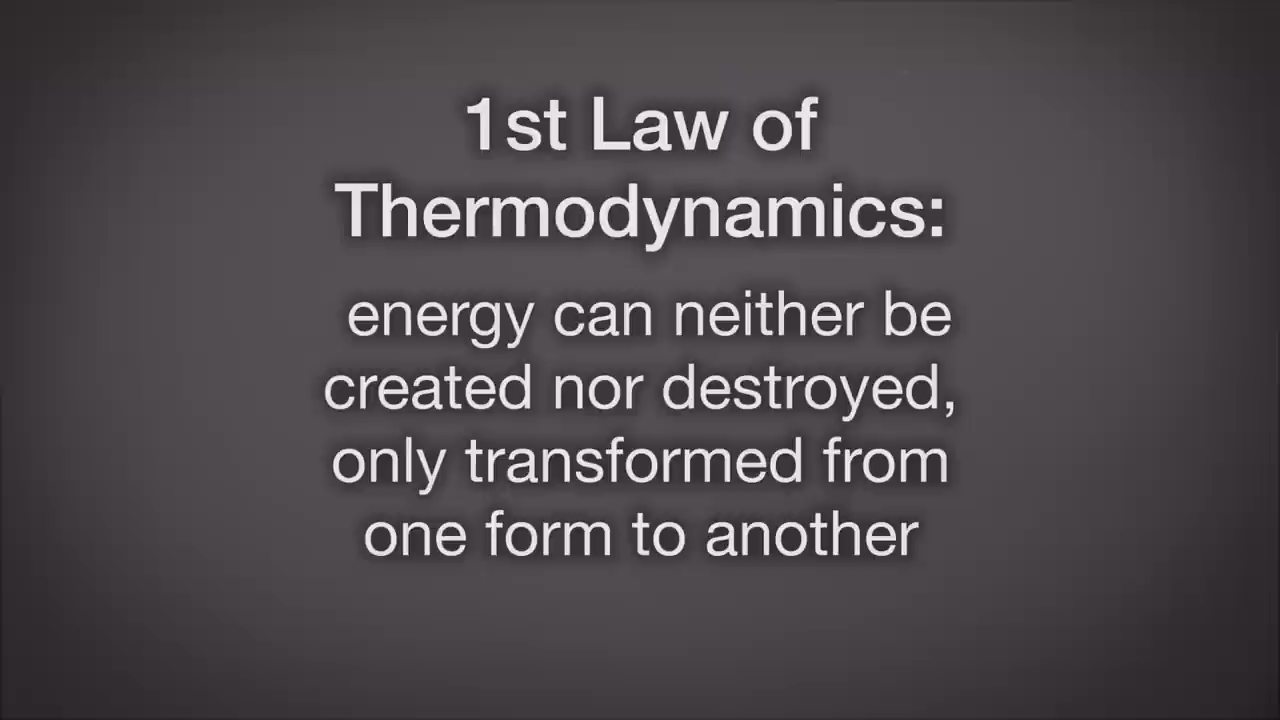 1st Law of
Thermodynamics:
energy can neither be
created nor destroyed,
only transformed from
one form to another